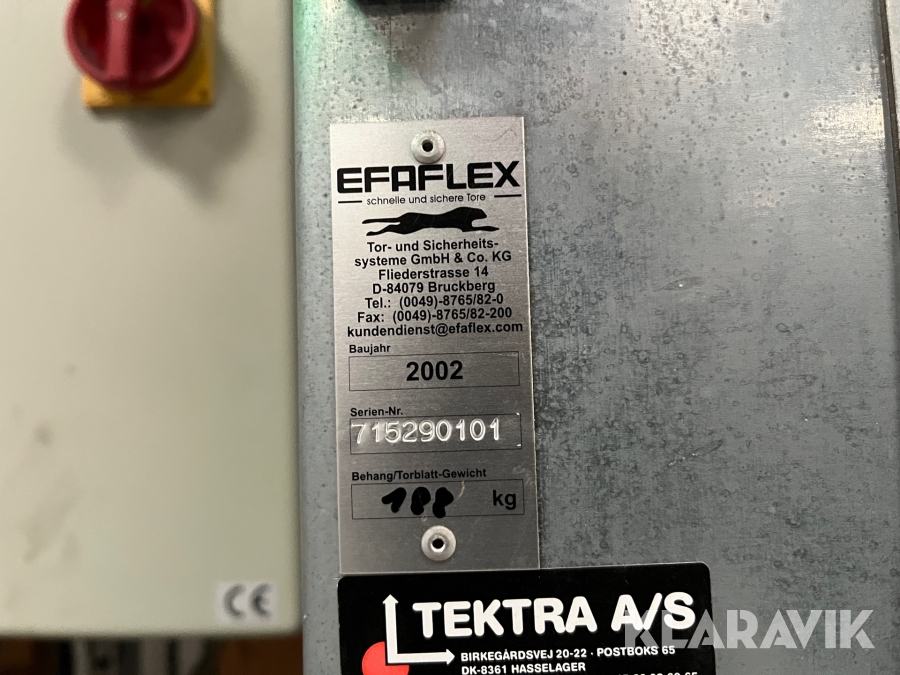 EFAFLEX
schnelle und sichere Tore
Tor- und Sicherheits-
systeme GmbH & Co. KG
Fliederstrasse 14
D-84079 Bruckberg
Tel.: (0049)-8765/82-0
Fax: (0049)-8765/82-200
kundendienst@efaflex.com
Baujahr
2002
Serien-Nr.
715290101
Behang/Torblatt-Gewicht
kg
CE
TEKTRA A/S
KLARAVIK
BIRKEGÅRDSVEJ 20-22 · POSTBOKS 65
DK-8361 HASSELAGER